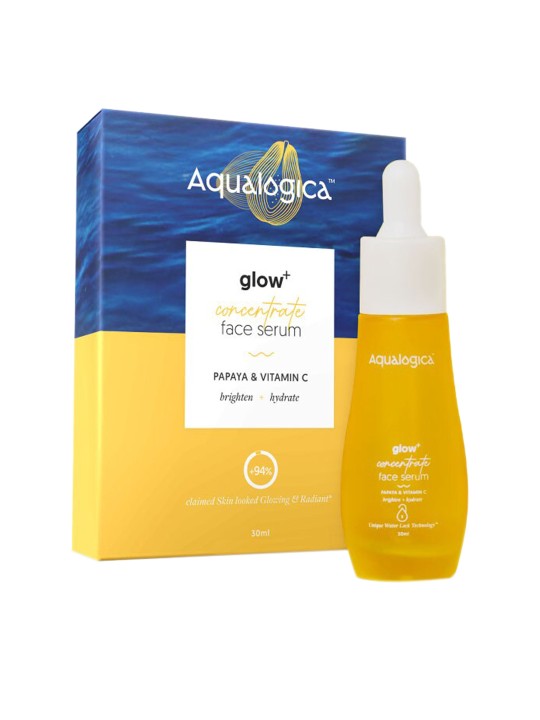 Aqualogica™
glow+
concentrate
face serum
PAPAYA & VITAMIN C
brighten • hydrate
+94%
claimed Skin looked Glowing & Radiant*
30ml
Aqualogica™
glow+
concentrate
face serum
PAPAYA & VITAMIN C
brighten + hydrate
Unique Water Lock Technology™
30ml